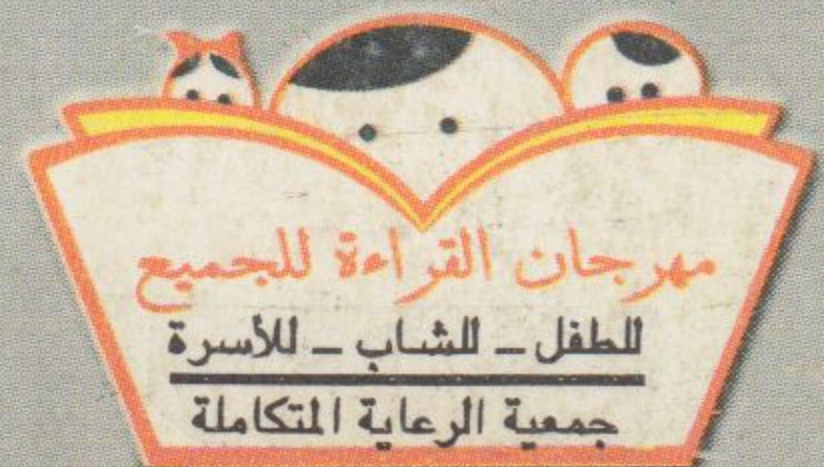 مهرجان القراءة للجميع
للطفل - للشاب - للأسرة
جمعية الرعاية المتكاملة